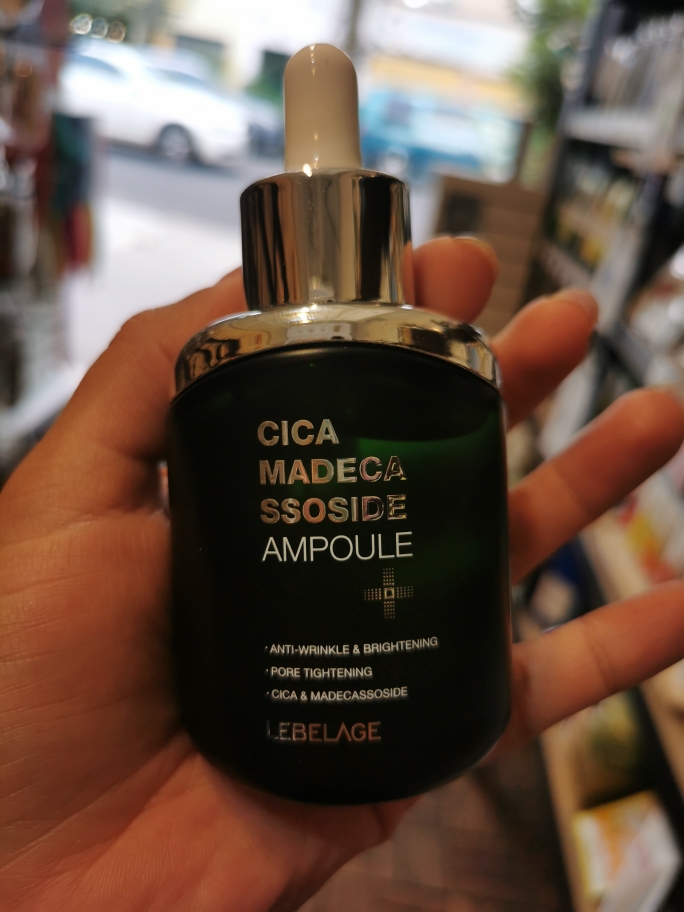 CICA
MADECA
SSOSIDE
AMPOULE
·ANTI-WRINKLE & BRIGHTENING
·PORE TIGHTENING
·CICA & MADECASSOSIDE
LEBELAGE